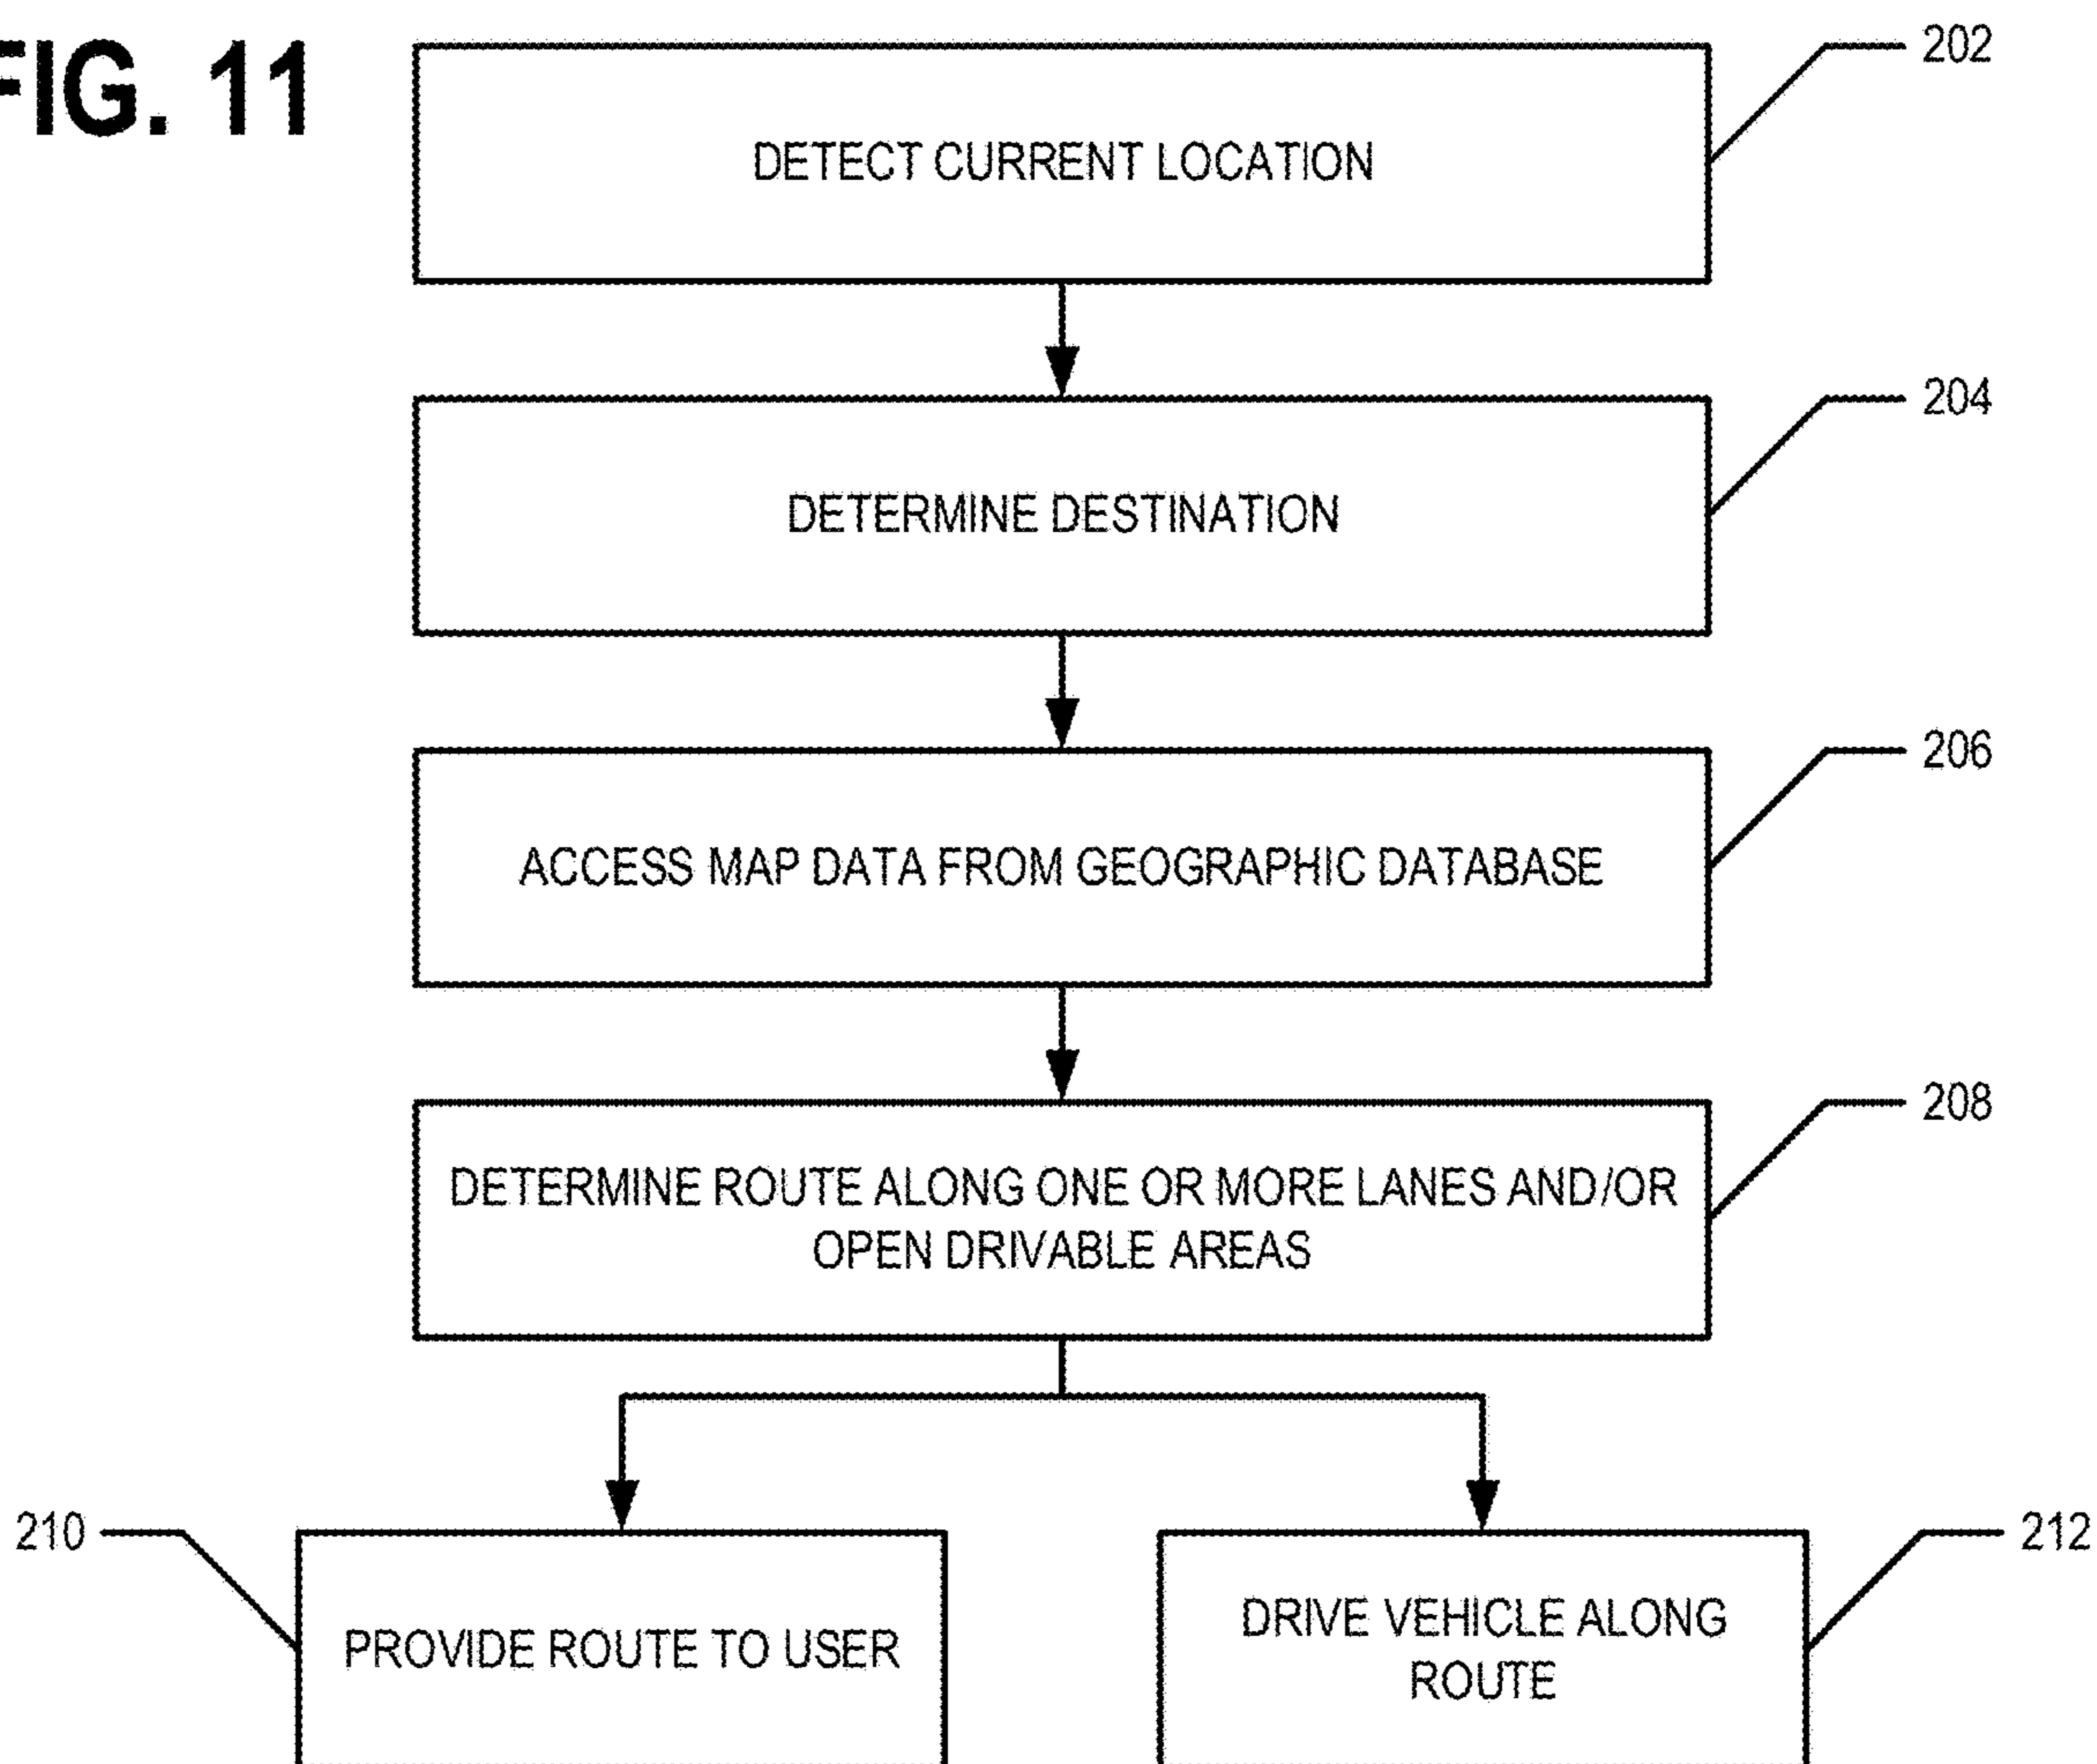 FIG. 11
202
DETECT CURRENT LOCATION
204
DETERMINE DESTINATION
206
ACCESS MAP DATA FROM GEOGRAPHIC DATABASE
208
DETERMINE ROUTE ALONG ONE OR MORE LANES AND/OR
OPEN DRIVABLE AREAS
210
PROVIDE ROUTE TO USER
212
DRIVE VEHICLE ALONG
ROUTE